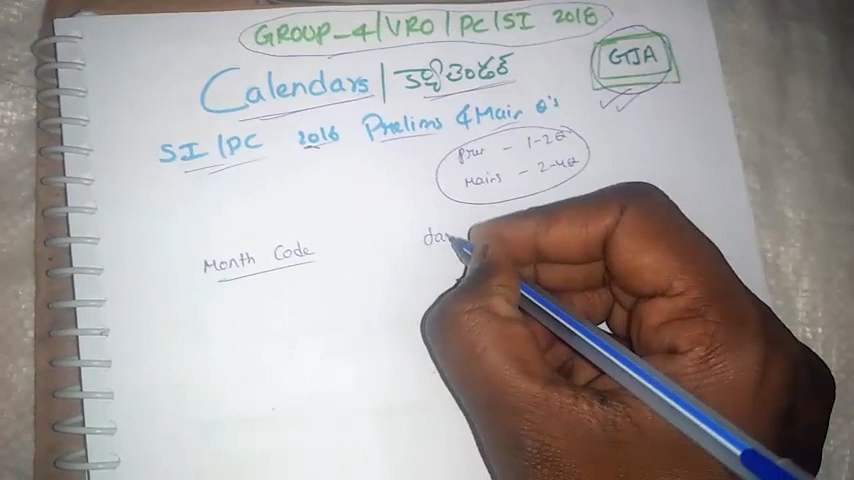 GROUP-4/VRO/PC/SI 2018
GTJA
Calendars/క్యాలెండర్
SI/PC 2016 Prelims & Main Q's
Pre - 1-2Q
Mains - 2-4Q
Month Code
da